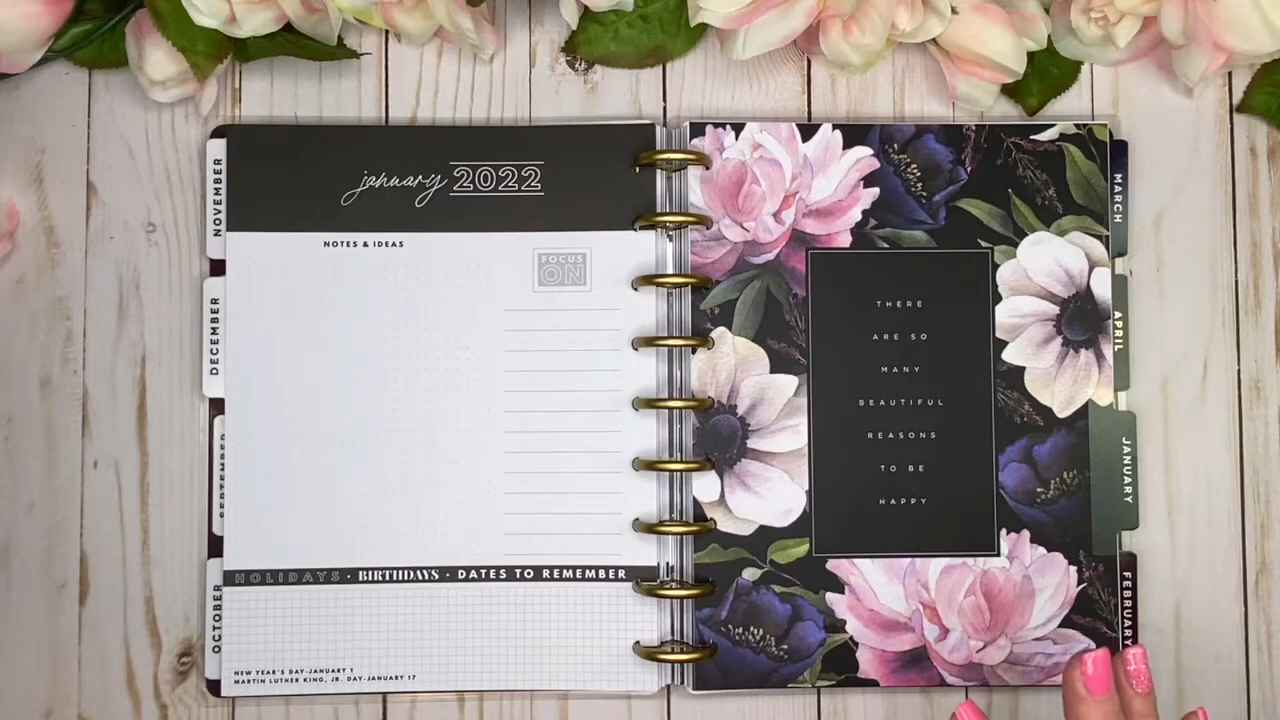 january 2022
NOTES & IDEAS
FOCUS
ON
HOLIDAYS · BIRTHDAYS · DATES TO REMEMBER
NEW YEAR'S DAY-JANUARY 1
MARTIN LUTHER KING, JR. DAY-JANUARY 17
NOVEMBER
DECEMBER
SEPTEMBER
OCTOBER
THERE
ARE SO
MANY
BEAUTIFUL
REASONS
TO BE
HAPPY
MARCH
APRIL
JANUARY
FEBRUARY